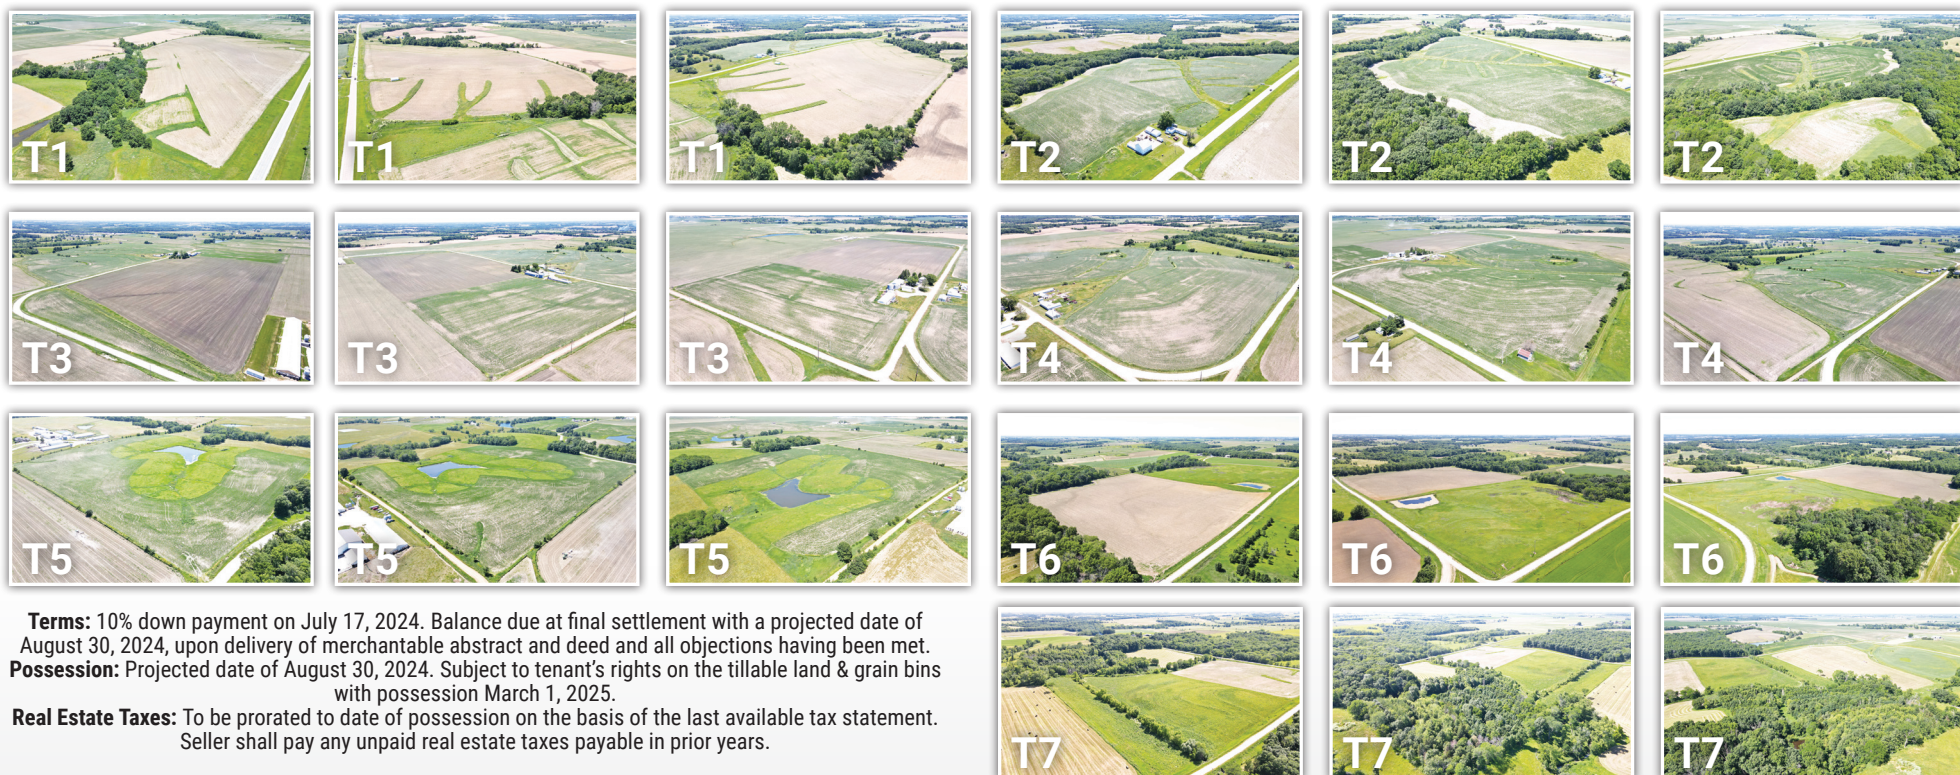 T1
T1
T1
T2
T2
T2
T3
T3
T3
T4
T4
T4
T5
T5
T5
T6
T6
T6
Terms: 10% down payment on July 17, 2024. Balance due at final settlement with a projected date of
August 30, 2024, upon delivery of merchantable abstract and deed and all objections having been met.
Possession: Projected date of August 30, 2024. Subject to tenant’s rights on the tillable land & grain bins
with possession March 1, 2025.
Real Estate Taxes: To be prorated to date of possession on the basis of the last available tax statement.
Seller shall pay any unpaid real estate taxes payable in prior years.
T7
T7
T7